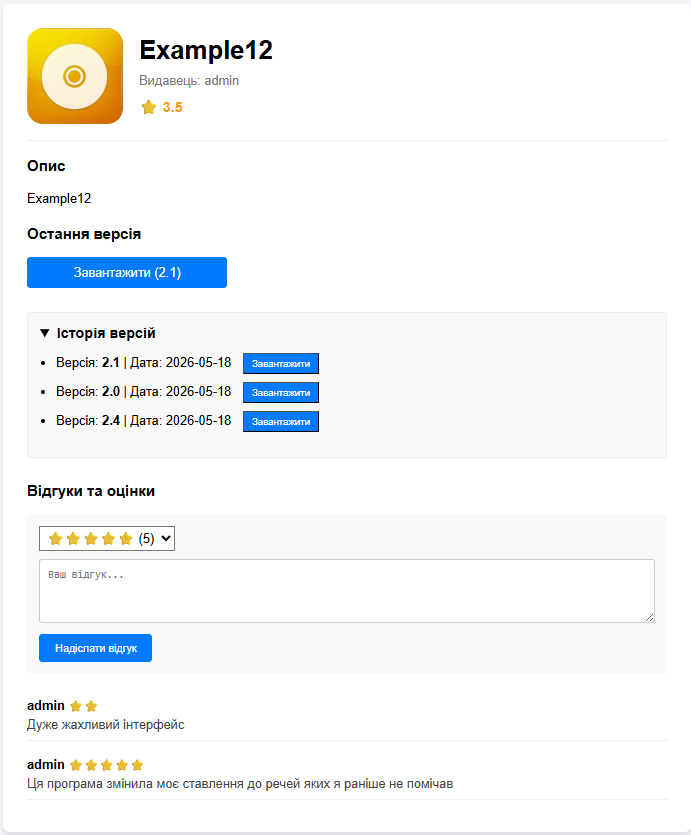 Example12
Видавець: admin
⭐ 3.5
Опис
Example12
Остання версія
Завантажити (2.1)
▼ Історія версій
• Версія: 2.1 | Дата: 2026-05-18 Завантажити
• Версія: 2.0 | Дата: 2026-05-18 Завантажити
• Версія: 2.4 | Дата: 2026-05-18 Завантажити
Відгуки та оцінки
⭐⭐⭐⭐⭐ (5)
Ваш відгук...
Надіслати відгук
admin ⭐⭐
Дуже жахливий інтерфейс
admin ⭐⭐⭐⭐⭐
Ця програма змінила моє ставлення до речей яких я раніше не помічав